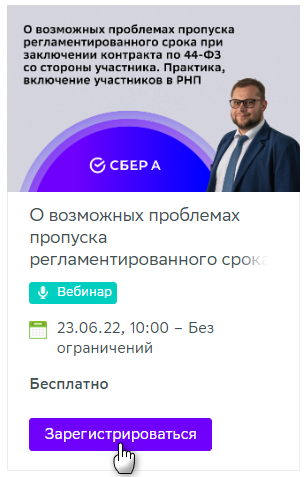 О возможных проблемах пропуска
регламентированного срока при
заключении контракта по 44-ФЗ
со стороны участника. Практика,
включение участников в РНП
СБЕР А
О возможных проблемах
пропуска
регламентированного срока
Вебинар
23.06.22, 10:00 – Без
ограничений
Бесплатно
Зарегистрироваться